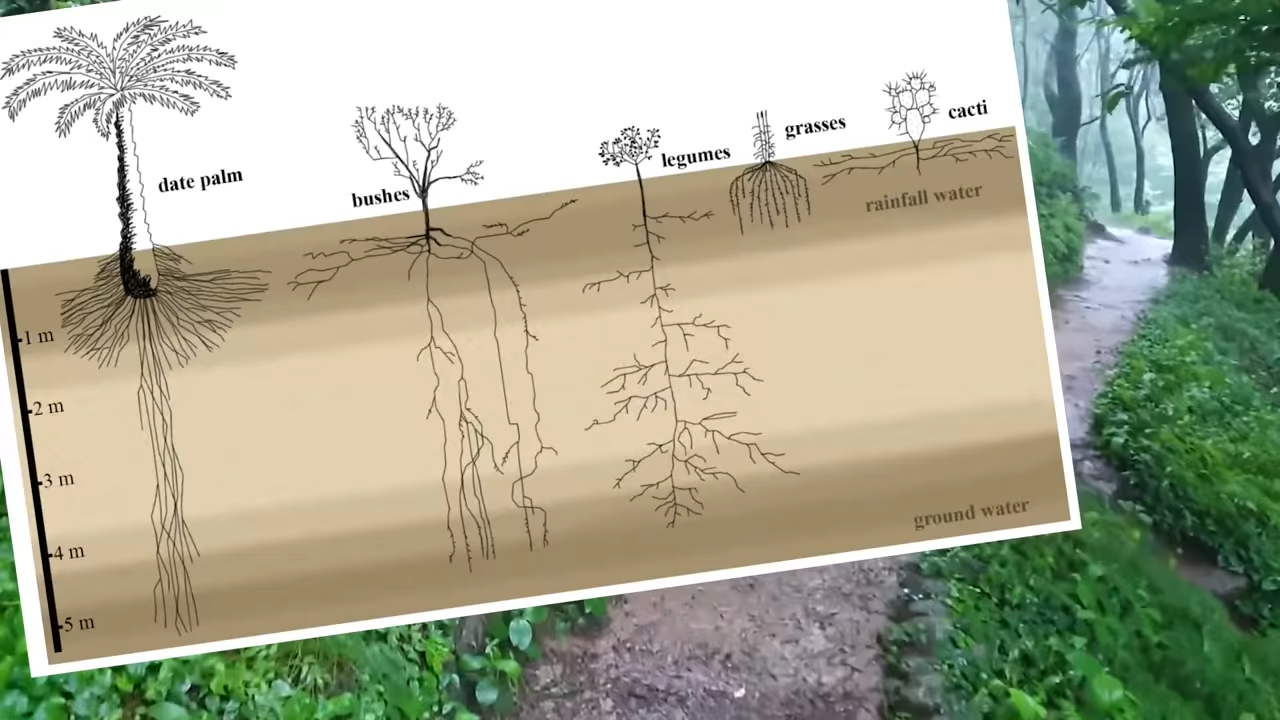 date palm
bushes
legumes
grasses
cacti
rainfall water
1 m
2 m
3 m
4 m
5 m
ground water